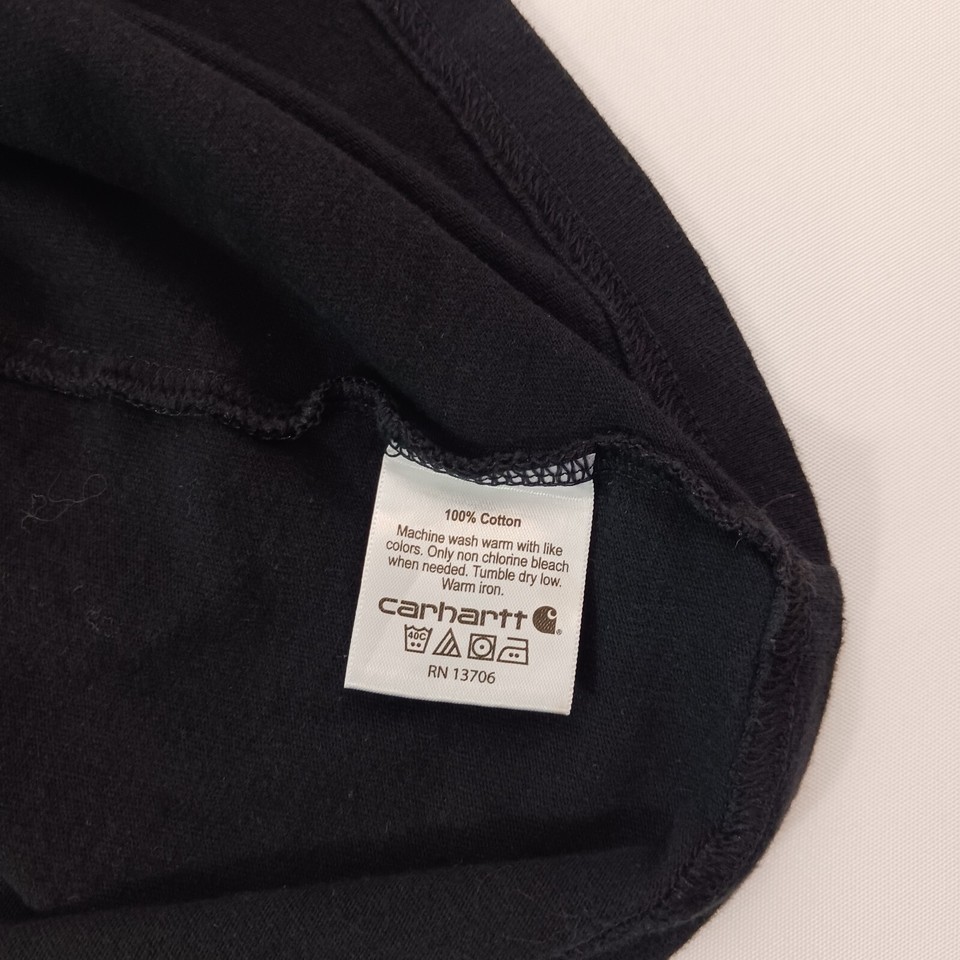 100% Cotton
Machine wash warm with like
colors. Only non chlorine bleach
when needed. Tumble dry low.
Warm iron.
carhartt ®
40C
RN 13706